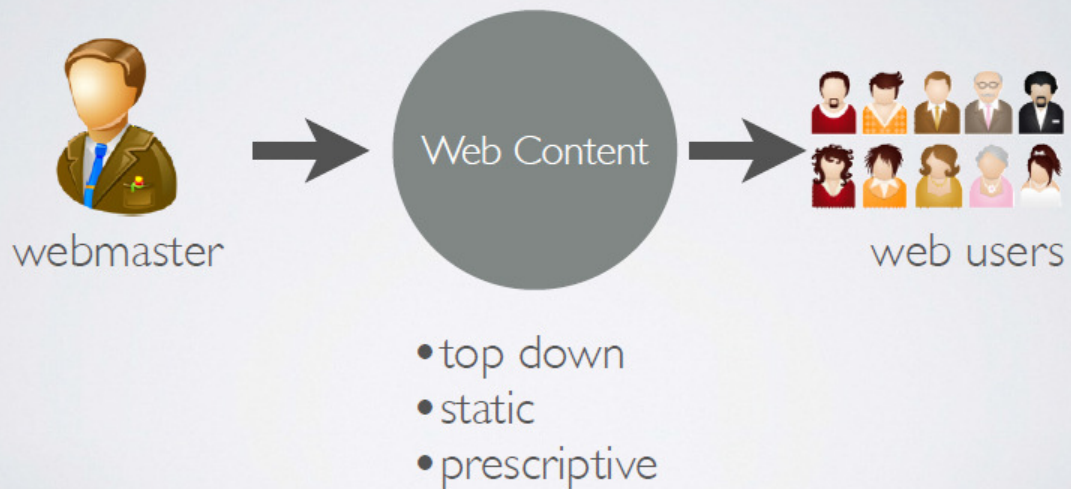 Web Content
webmaster
web users
•top down
•static
•prescriptive